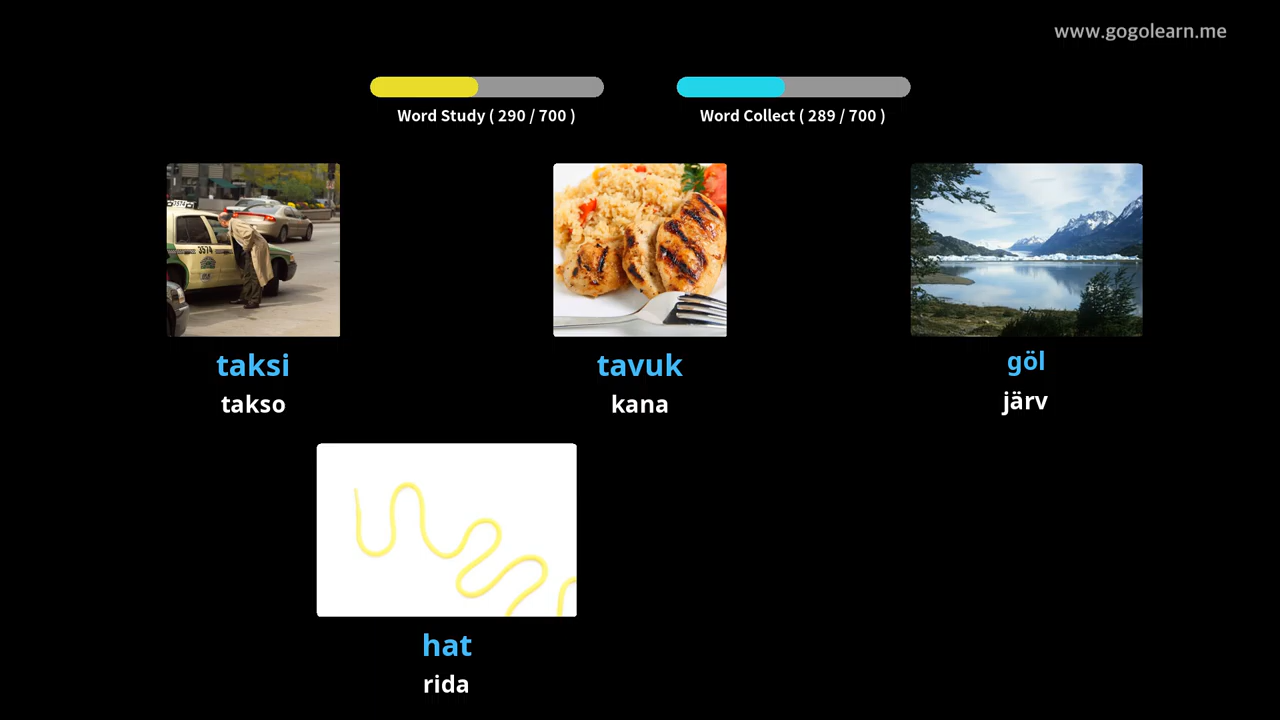 www.gogolearn.me
Word Study ( 290 / 700 )
Word Collect ( 289 / 700 )
3574
taksi
takso
tavuk
kana
göl
järv
hat
rida